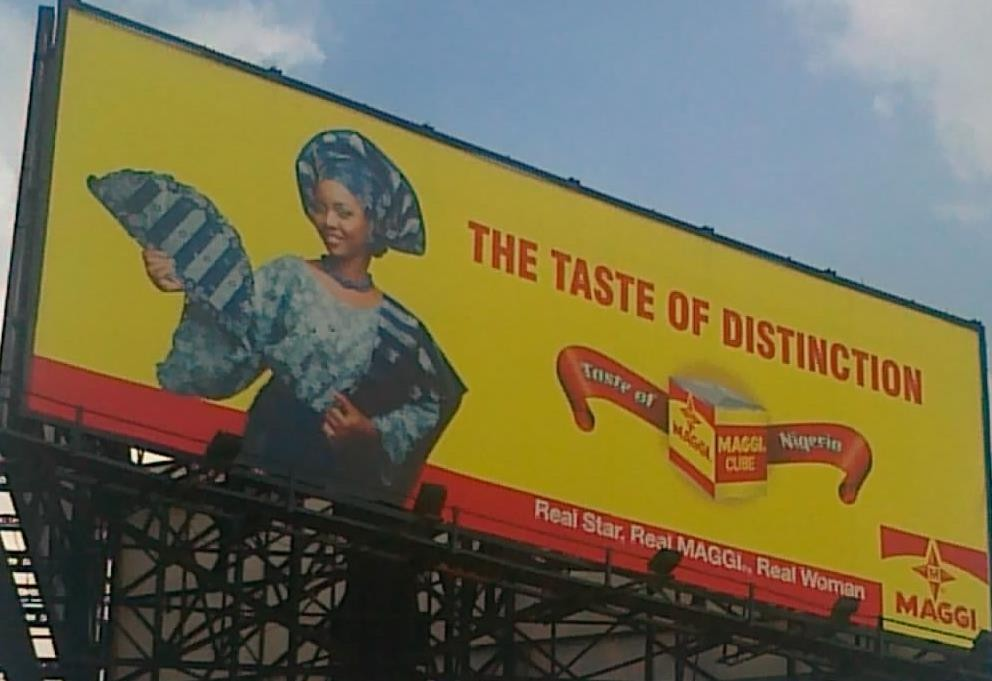 THE TASTE OF DISTINCTION
Taste of
Nigeria
MAGGI
MAGGI
CUBE
Real Star, Real MAGGI, Real Woman
M
MAGGI